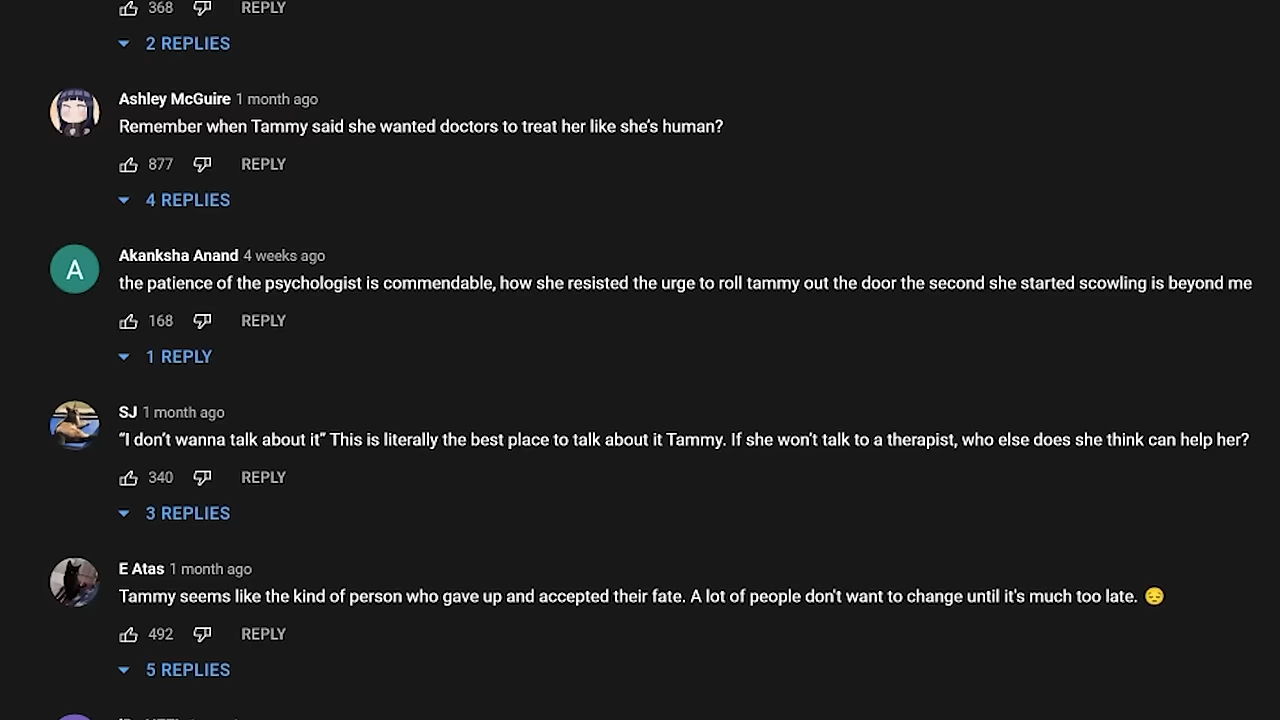 368 REPLY
2 REPLIES
Ashley McGuire 1 month ago
Remember when Tammy said she wanted doctors to treat her like she's human?
877 REPLY
4 REPLIES
A
Akanksha Anand 4 weeks ago
the patience of the psychologist is commendable, how she resisted the urge to roll tammy out the door the second she started scowling is beyond me
168 REPLY
1 REPLY
SJ 1 month ago
“I don’t wanna talk about it” This is literally the best place to talk about it Tammy. If she won't talk to a therapist, who else does she think can help her?
340 REPLY
3 REPLIES
E Atas 1 month ago
Tammy seems like the kind of person who gave up and accepted their fate. A lot of people don't want to change until it's much too late. 😔
492 REPLY
5 REPLIES